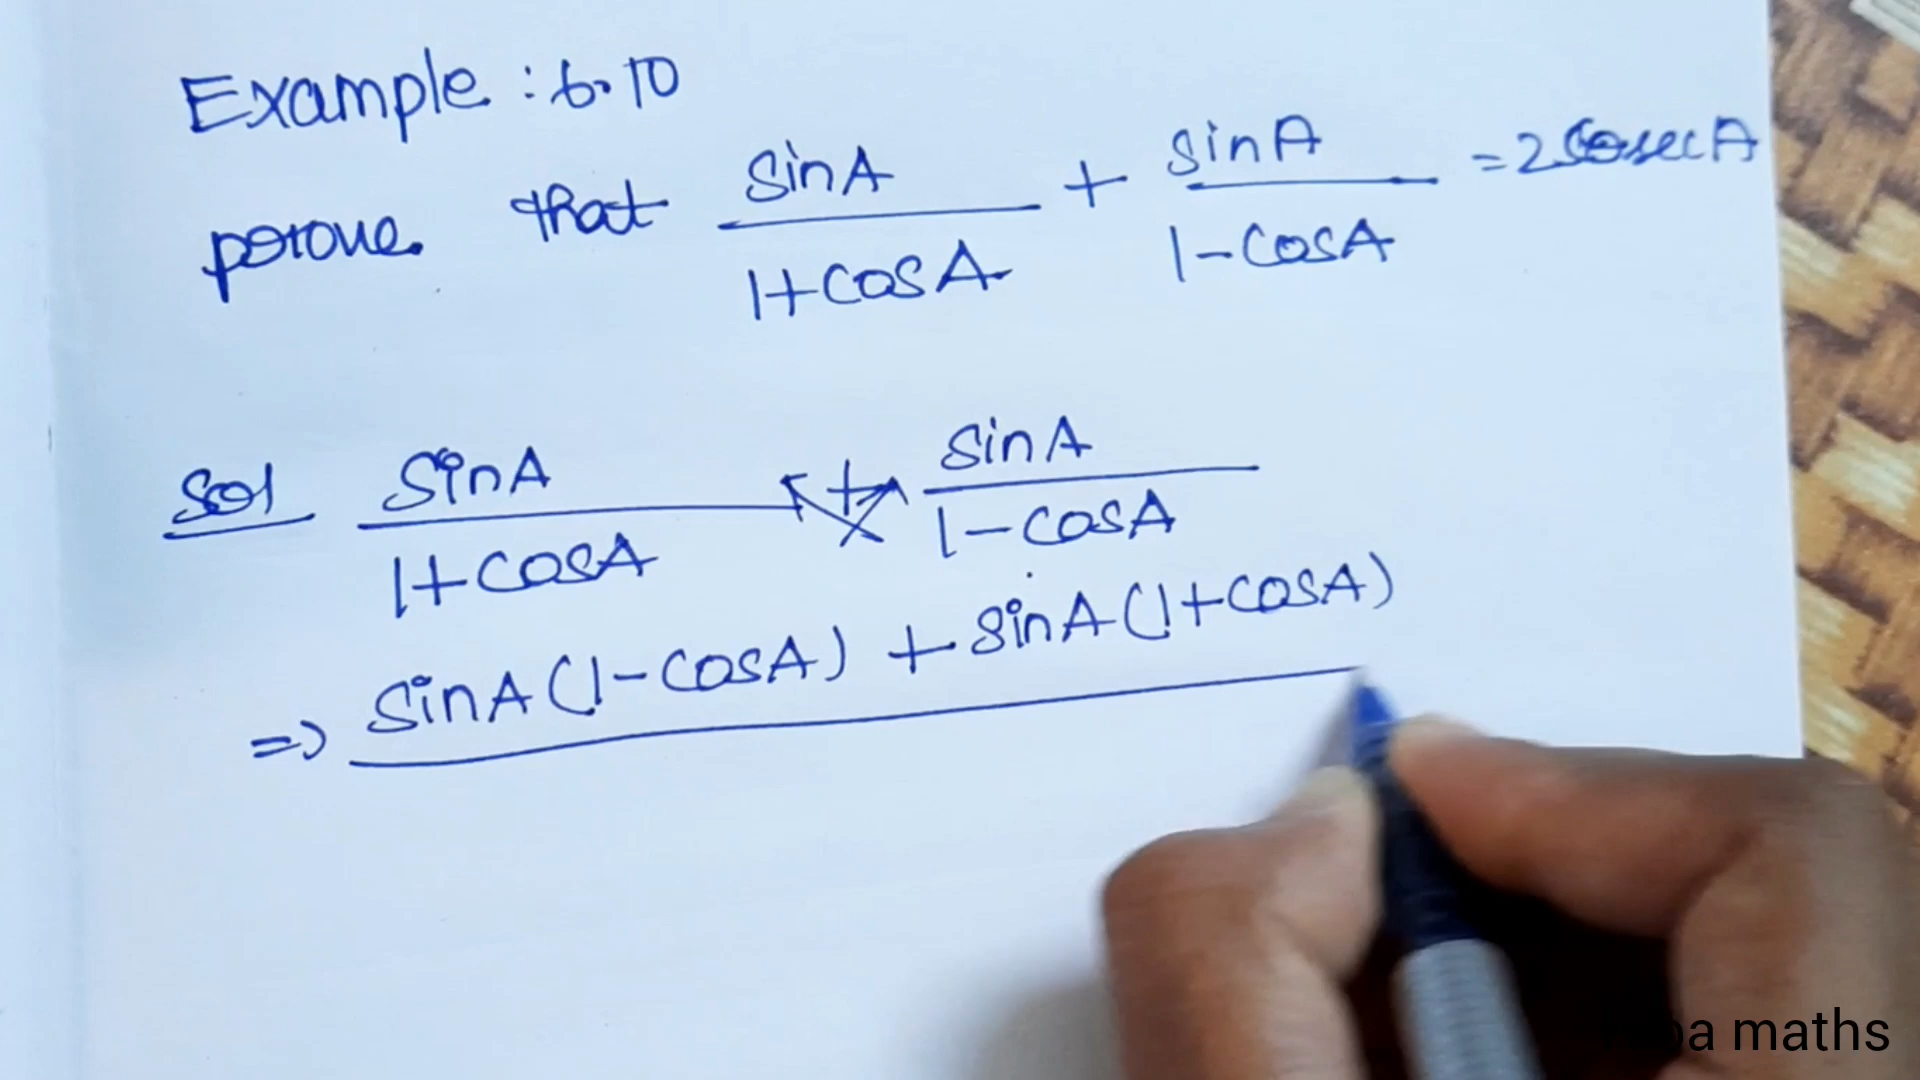 Example : 6.10
prove that sinA/1+cosA + sinA/1-cosA =2cosecA
Sol sinA/1+cosA + sinA/1-cosA
=> sinA(1-cosA) + sinA(1+cosA)
maths